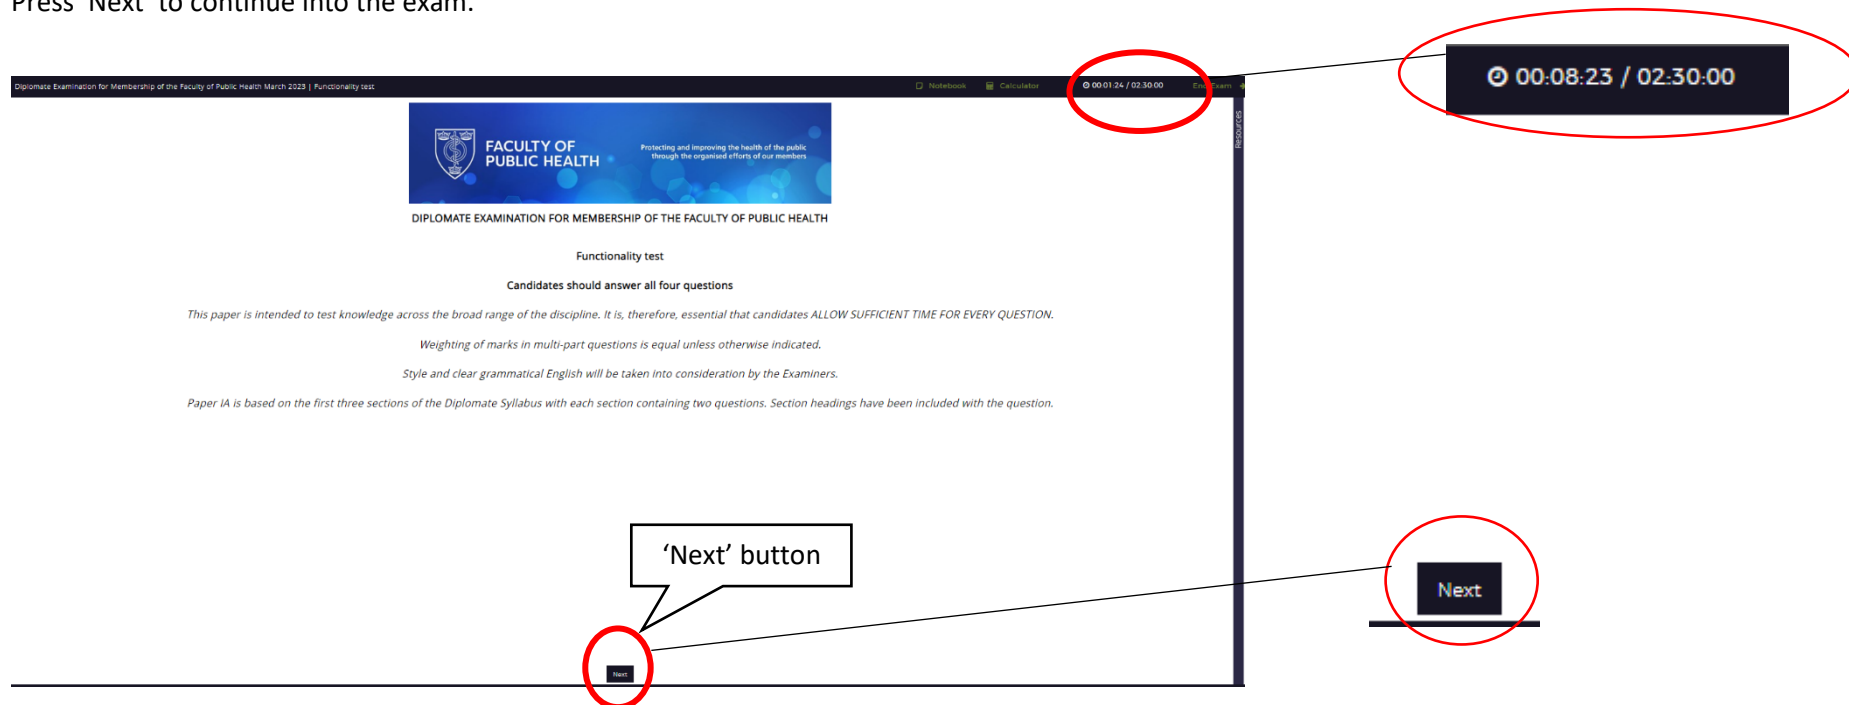 Press ‘Next’ to continue into the exam.
00:08:23 / 02:30:00
Diplomate Examination for Membership of the Faculty of Public Health March 2023 | Functionality test
Notebook
Calculator
00:01:24 / 02:30:00
End Exam
Resources
FACULTY OF
PUBLIC HEALTH
Protecting and improving the health of the public
through the organised efforts of our members
DIPLOMATE EXAMINATION FOR MEMBERSHIP OF THE FACULTY OF PUBLIC HEALTH
Functionality test
Candidates should answer all four questions
This paper is intended to test knowledge across the broad range of the discipline. It is, therefore, essential that candidates ALLOW SUFFICIENT TIME FOR EVERY QUESTION.
Weighting of marks in multi-part questions is equal unless otherwise indicated.
Style and clear grammatical English will be taken into consideration by the Examiners.
Paper IA is based on the first three sections of the Diplomate Syllabus with each section containing two questions. Section headings have been included with the question.
‘Next’ button
Next
Next